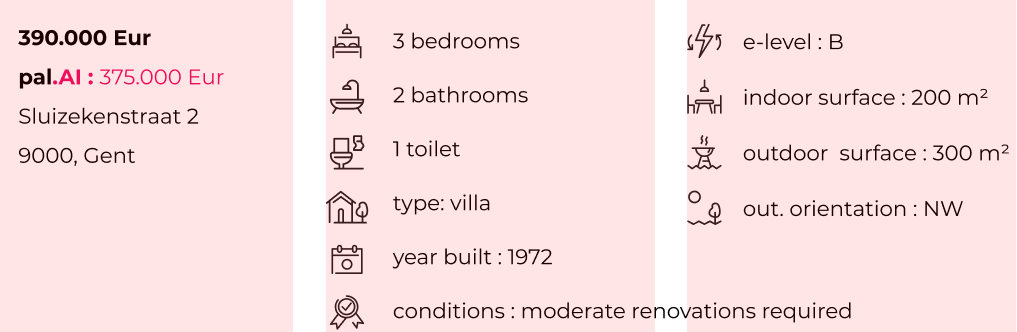 390.000 Eur
pal.AI : 375.000 Eur
Sluizekenstraat 2
9000, Gent
3 bedrooms
2 bathrooms
1 toilet
type: villa
year built : 1972
conditions : moderate renovations required
e-level : B
indoor surface : 200 m²
outdoor surface : 300 m²
out. orientation : NW